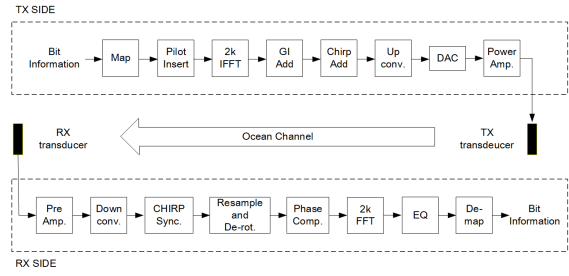 TX SIDE
Bit
Information
Map
Pilot
Insert
2k
IFFT
GI
Add
Chirp
Add
Up
conv.
DAC
Power
Amp.
RX
transducer
Ocean Channel
TX
transdeucer
Pre
Amp.
Down
conv.
CHIRP
Sync.
Resample
and
De-rot.
Phase
Comp.
2k
FFT
EQ
De-
map
Bit
Information
RX SIDE